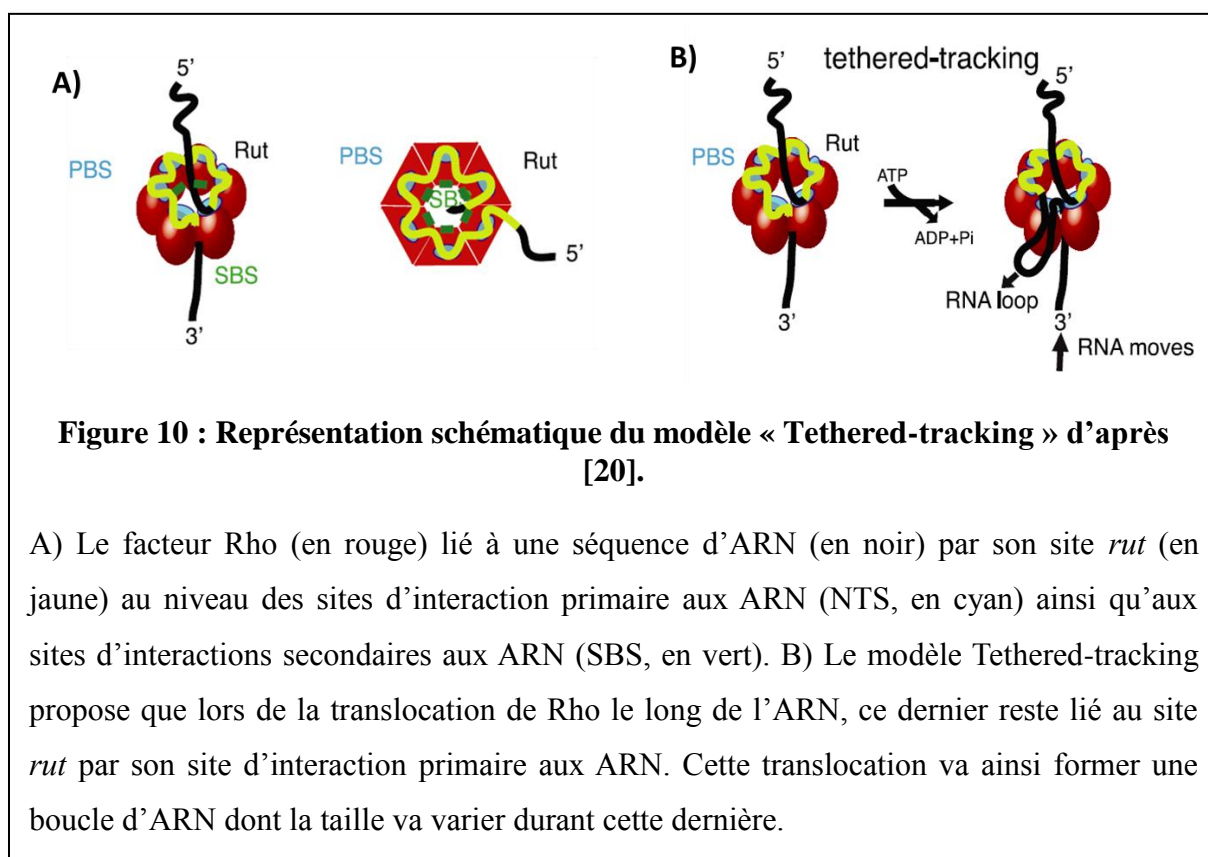 A)
5'
PBS
Rut
SBS
3'
PBS
Rut
SB
5'
B)
tethered-tracking
5'
PBS
Rut
ATP
ADP+Pi
5'
RNA loop
3'
RNA moves
Figure 10 : Représentation schématique du modèle « Tethered-tracking » d’après
[20].
A) Le facteur Rho (en rouge) lié à une séquence d’ARN (en noir) par son site rut (en
jaune) au niveau des sites d’interaction primaire aux ARN (NTS, en cyan) ainsi qu’aux
sites d’interactions secondaires aux ARN (SBS, en vert). B) Le modèle Tethered-tracking
propose que lors de la translocation de Rho le long de l’ARN, ce dernier reste lié au site
rut par son site d’interaction primaire aux ARN. Cette translocation va ainsi former une
boucle d’ARN dont la taille va varier durant cette dernière.